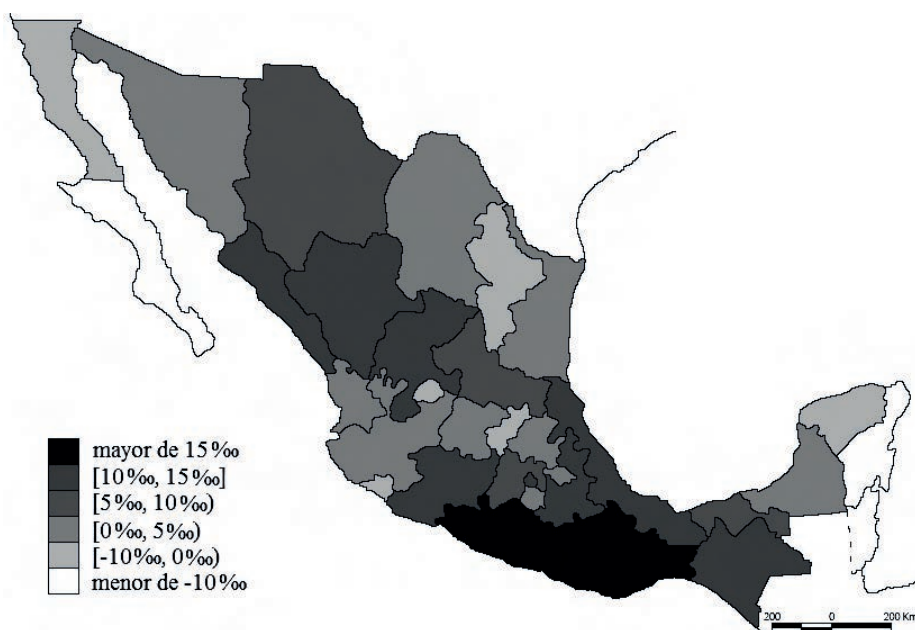 mayor de 15‰
[10‰, 15‰]
[5‰, 10‰)
[0‰, 5‰)
[-10‰, 0‰)
menor de -10‰
200 0 200 Km